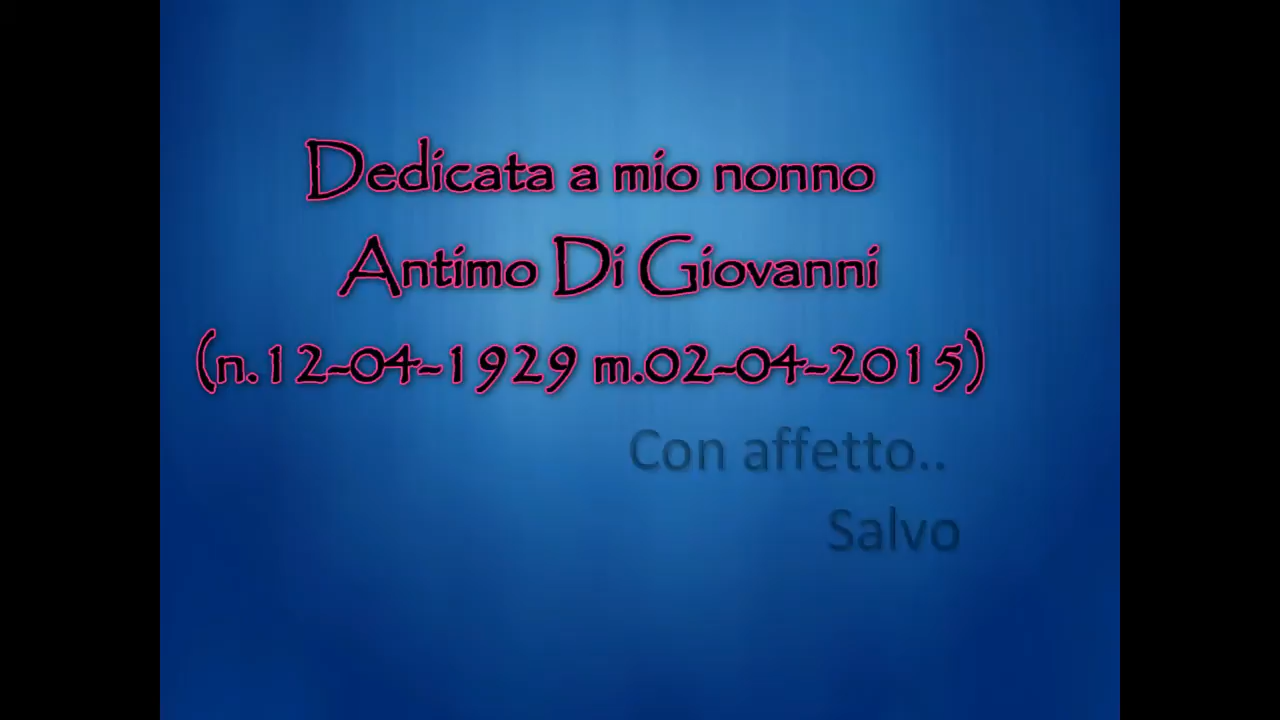 Dedicata a mio nonno
Antimo Di Giovanni
(n.12-04-1929 m.02-04-2015)
Con affetto..
Salvo